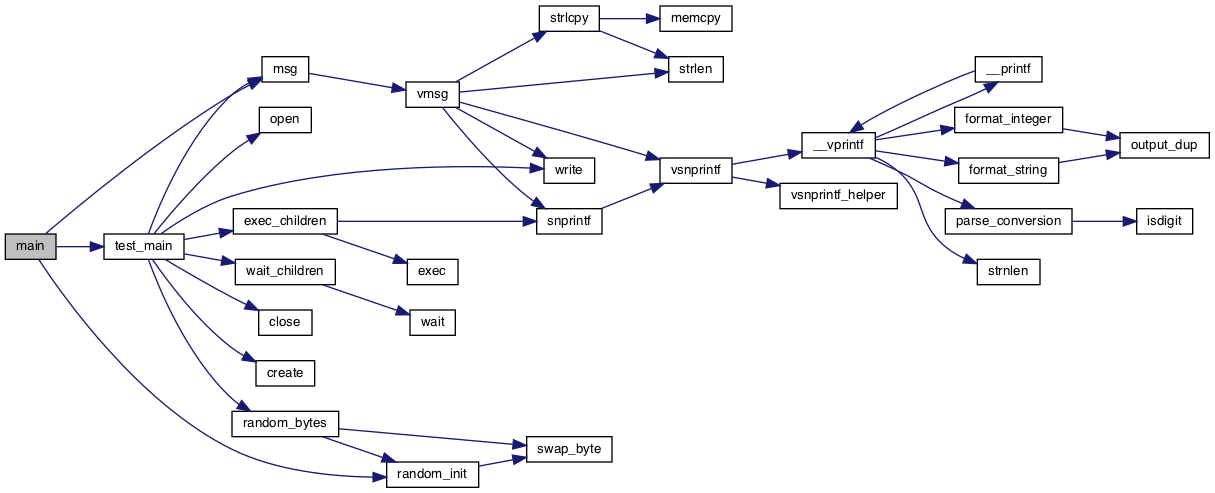 main
test_main
msg
open
exec_children
wait_children
close
create
random_bytes
vmsg
exec
wait
random_init
strlcpy
write
snprintf
swap_byte
memcpy
strlen
vsnprintf
__vprintf
vsnprintf_helper
__printf
format_integer
format_string
parse_conversion
strnlen
output_dup
isdigit